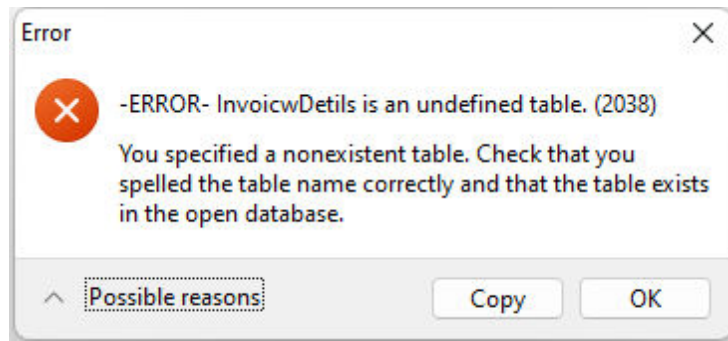 Error
-ERROR- InvoicwDetils is an undefined table. (2038)
You specified a nonexistent table. Check that you
spelled the table name correctly and that the table exists
in the open database.
Possible reasons
Copy
OK